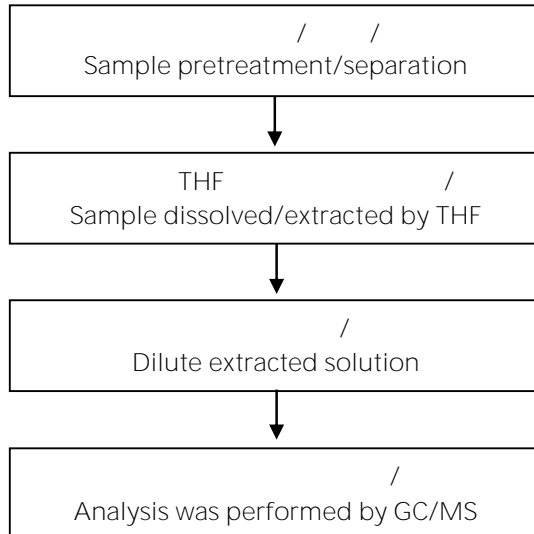 / /
Sample pretreatment/separation
THF /
Sample dissolved/extracted by THF
/
Dilute extracted solution
/
Analysis was performed by GC/MS